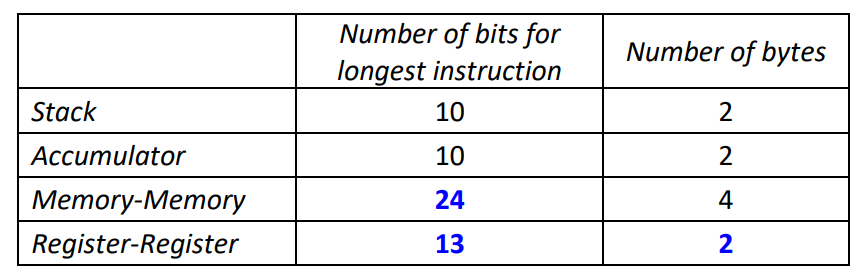 Number of bits for
longest instruction
Number of bytes
Stack 10 2
Accumulator 10 2
Memory-Memory 24 4
Register-Register 13 2